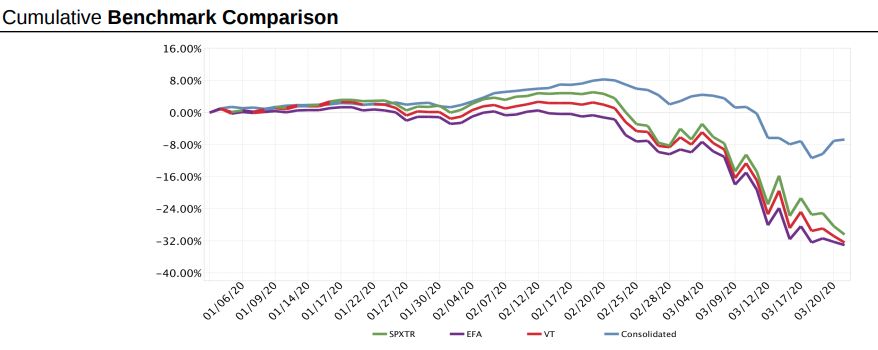 Cumulative Benchmark Comparison
16.00%
8.00%
0.00%
−8.00%
−16.00%
−24.00%
−32.00%
−40.00%
01/06/20 01/09/20 01/14/20 01/17/20 01/22/20 01/27/20 01/30/20 02/04/20 02/07/20 02/12/20 02/17/20 02/20/20 02/25/20 02/28/20 03/04/20 03/09/20 03/12/20 03/17/20 03/20/20
SPXTR EFA VT Consolidated